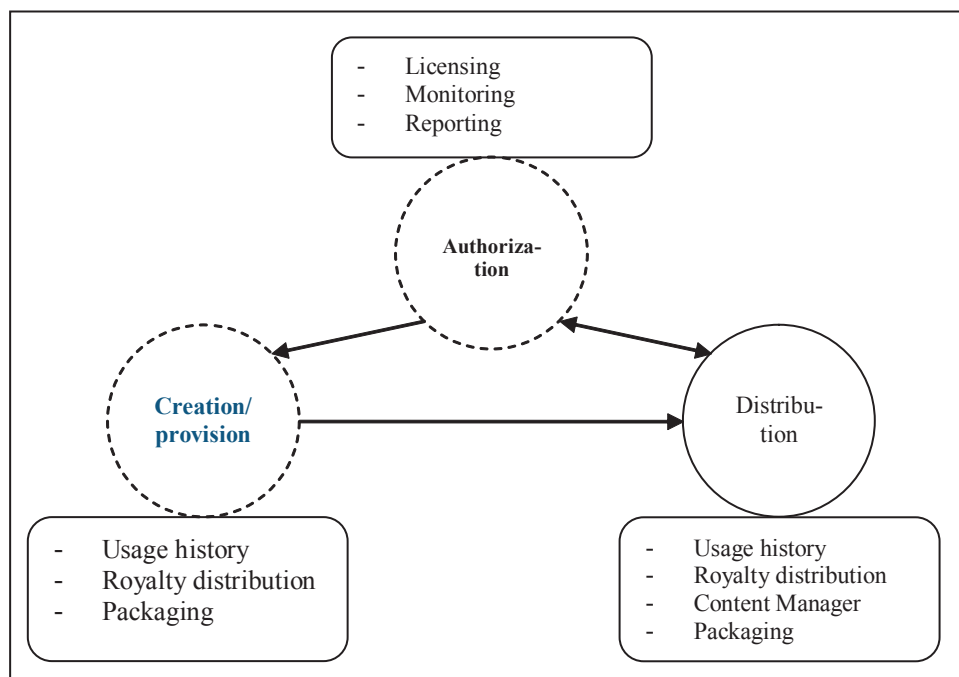 - Licensing
- Monitoring
- Reporting
Authoriza-
tion
Creation/
provision
Distribu-
tion
- Usage history
- Royalty distribution
- Packaging
- Usage history
- Royalty distribution
- Content Manager
- Packaging